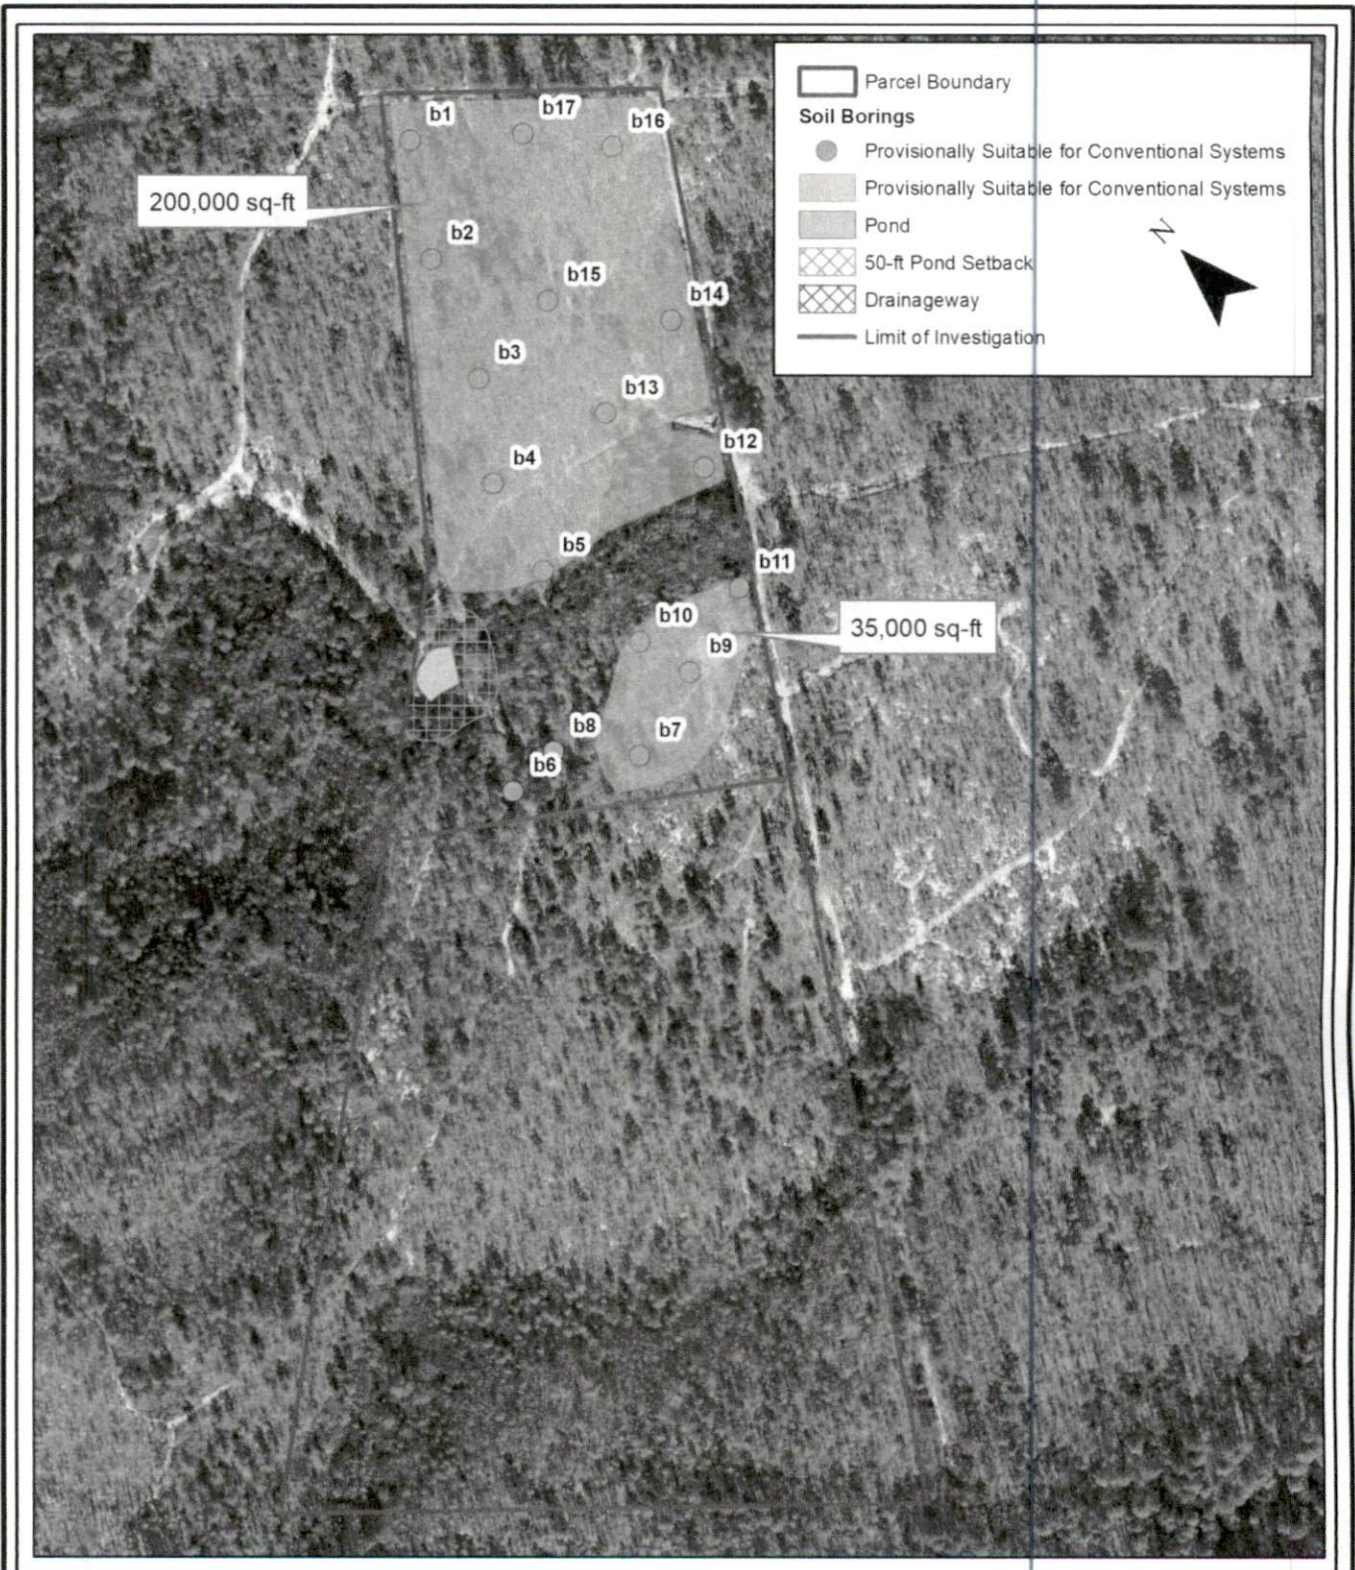 Parcel Boundary
Soil Borings
Provisionally Suitable for Conventional Systems
Provisionally Suitable for Conventional Systems
Pond
50-ft Pond Setback
Drainageway
Limit of Investigation
N
b1
b17
b16
200,000 sq-ft
b2
b15
b14
b3
b13
b12
b4
b5
b11
b10
35,000 sq-ft
b9
b8
b7
b6